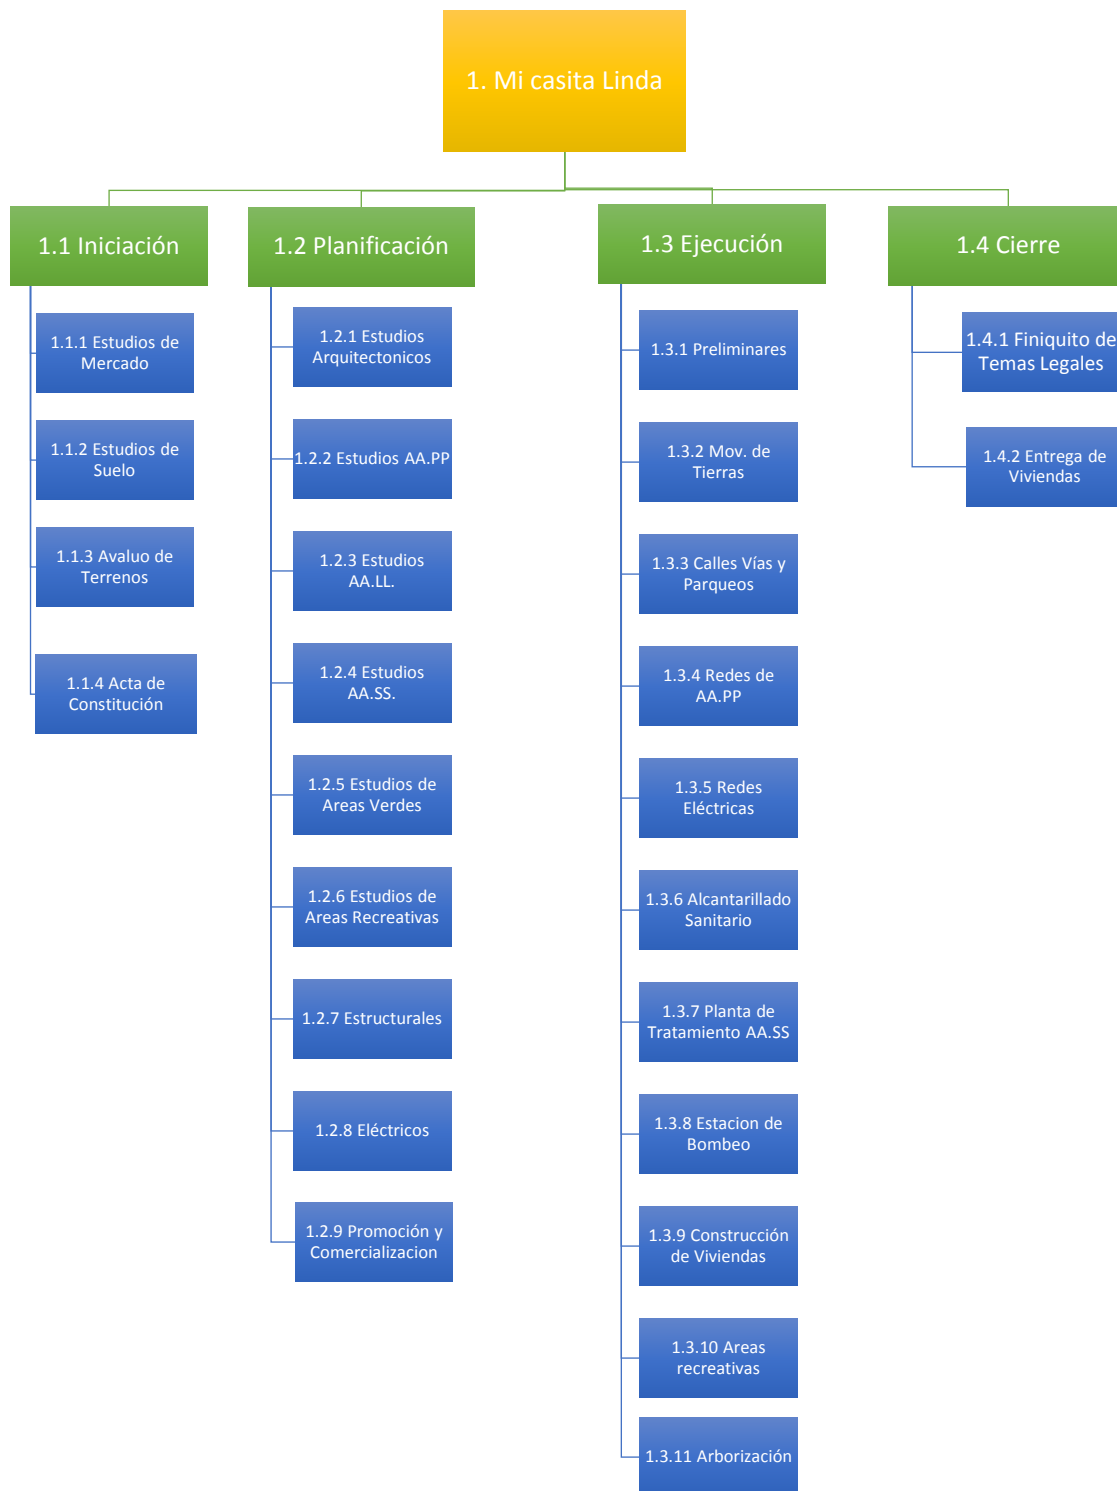 1. Mi casita Linda
1.1 Iniciación
1.1.1 Estudios de
Mercado
1.1.2 Estudios de
Suelo
1.1.3 Avaluo de
Terrenos
1.1.4 Acta de
Constitución
1.2 Planificación
1.2.1 Estudios
Arquitectonicos
1.2.2 Estudios AA.PP
1.2.3 Estudios
AA.LL.
1.2.4 Estudios
AA.SS.
1.2.5 Estudios de
Areas Verdes
1.2.6 Estudios de
Areas Recreativas
1.2.7 Estructurales
1.2.8 Eléctricos
1.2.9 Promoción y
Comercializacion
1.3 Ejecución
1.3.1 Preliminares
1.3.2 Mov. de
Tierras
1.3.3 Calles Vías y
Parqueos
1.3.4 Redes de
AA.PP
1.3.5 Redes
Eléctricas
1.3.6 Alcantarillado
Sanitario
1.3.7 Planta de
Tratamiento AA.SS
1.3.8 Estacion de
Bombeo
1.3.9 Construcción
de Viviendas
1.3.10 Areas
recreativas
1.3.11 Arborización
1.4 Cierre
1.4.1 Finiquito de
Temas Legales
1.4.2 Entrega de
Viviendas